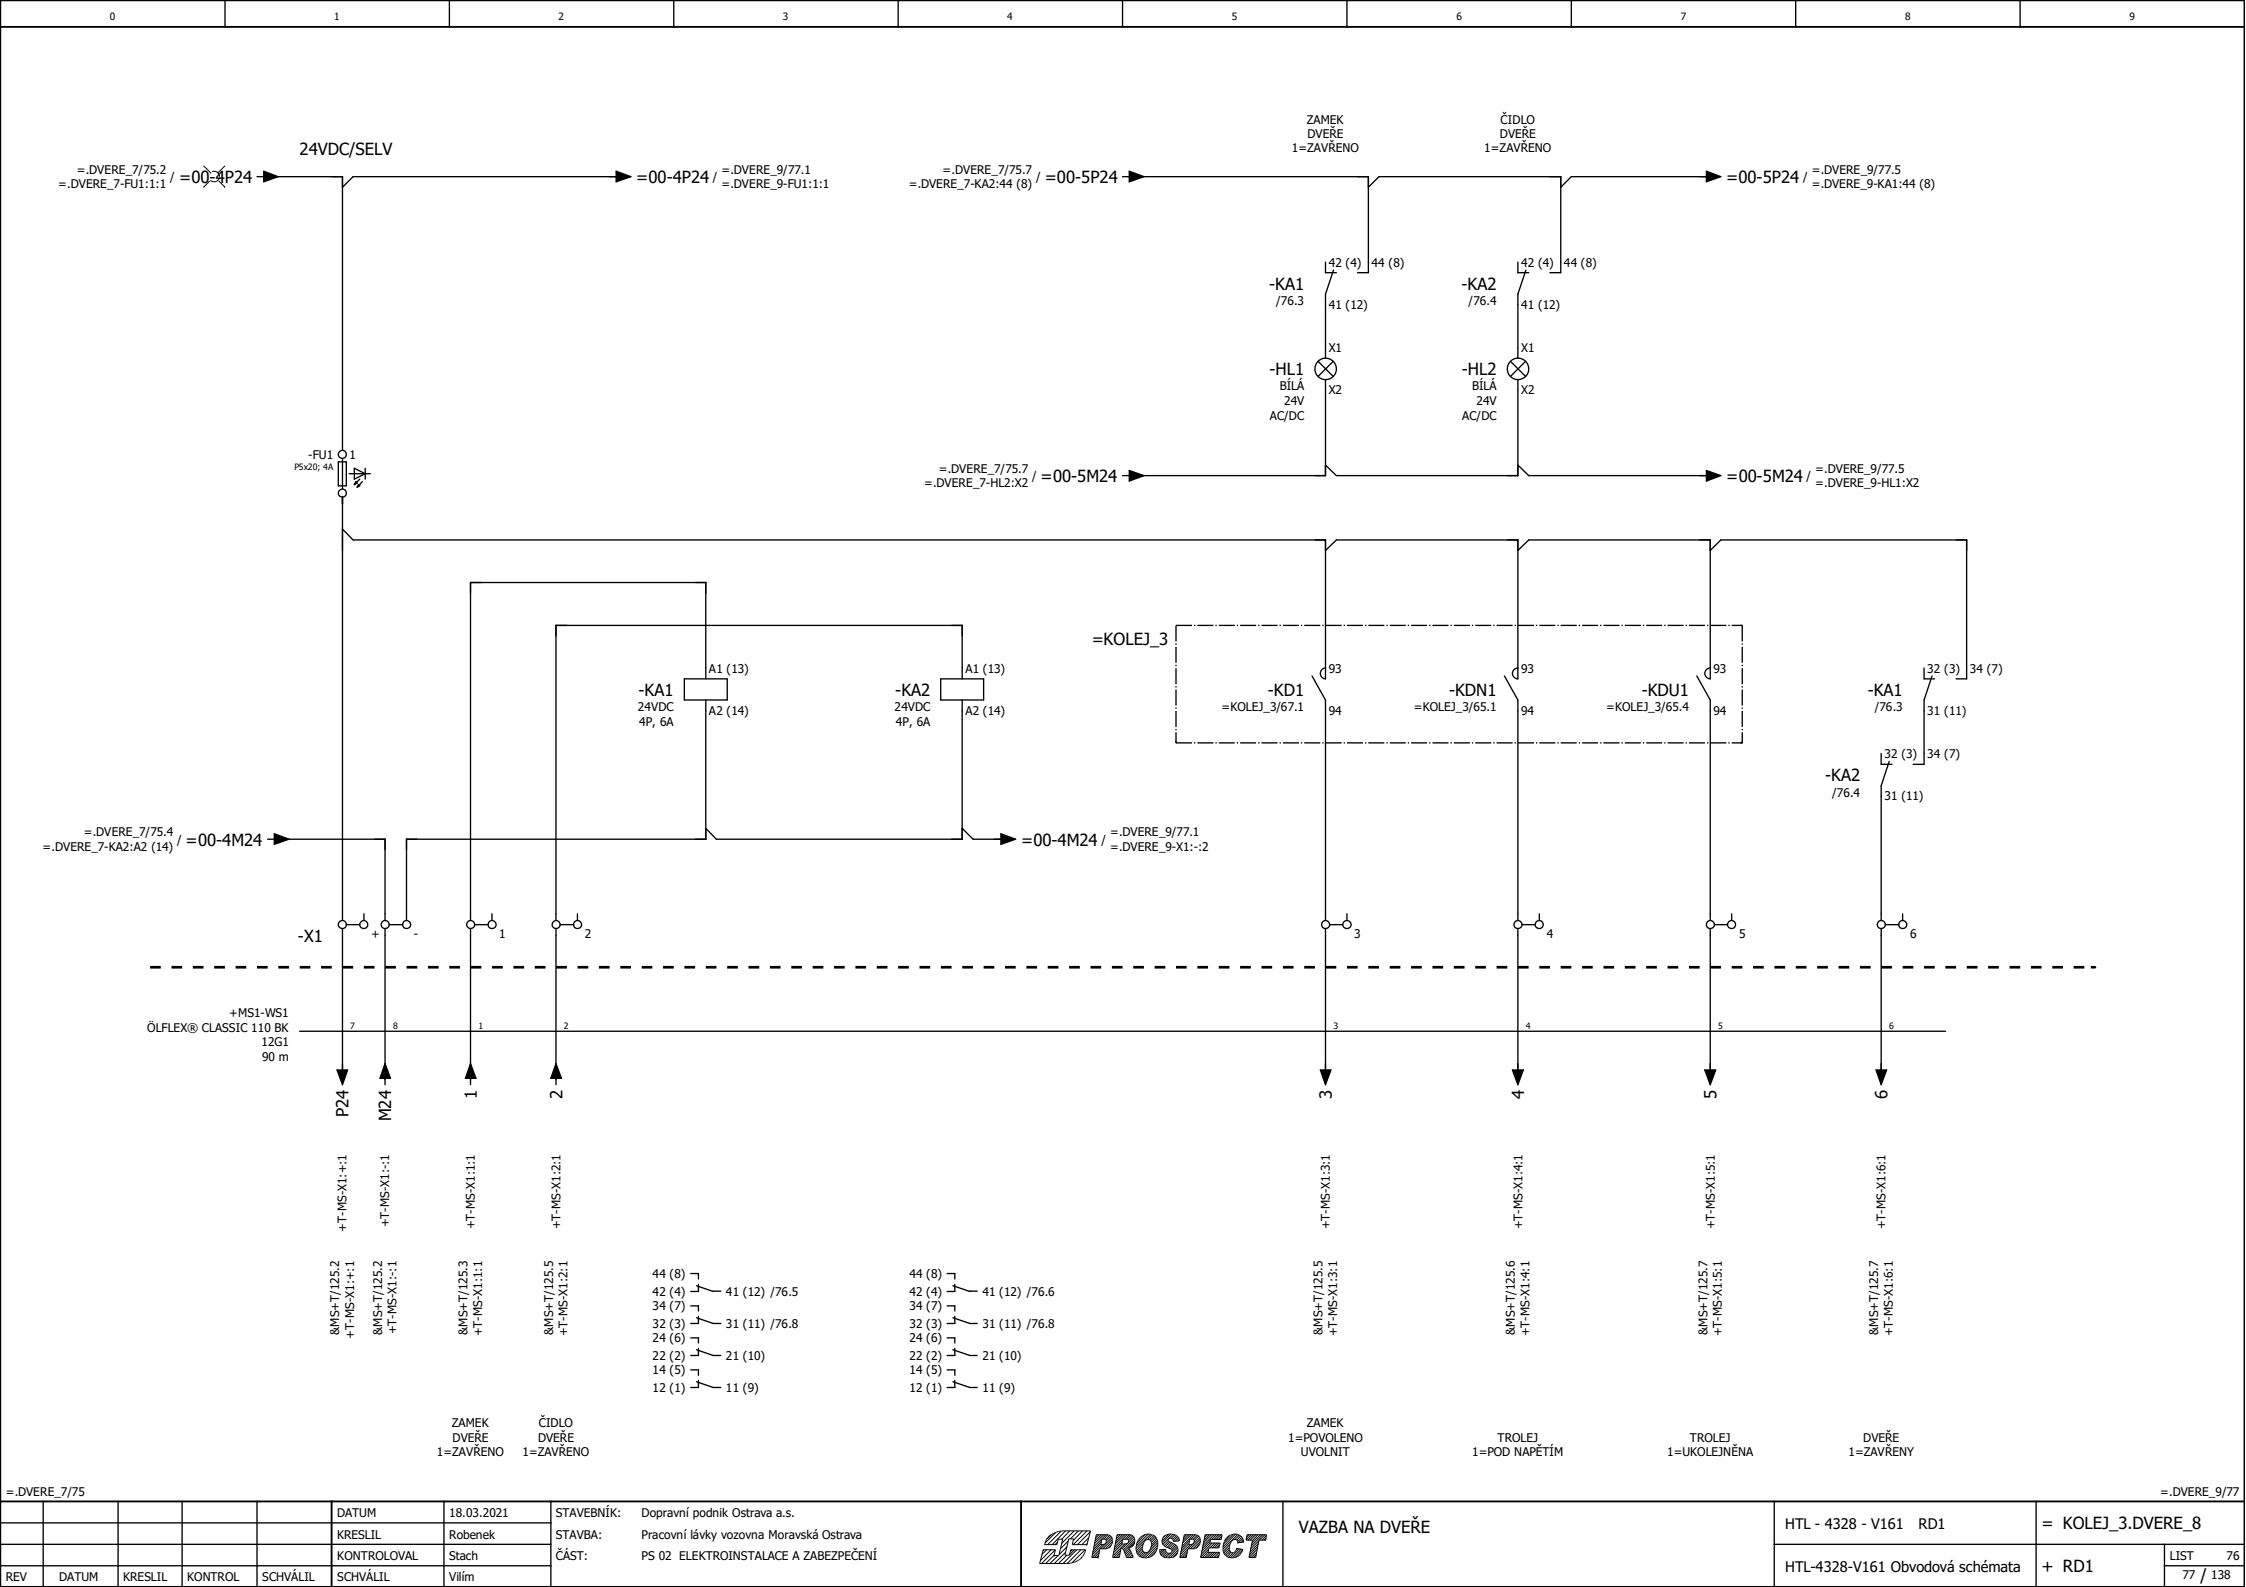 0 1 2 3 4 5 6 7 8 9
ZAMEK
DVEŘE
1=ZAVŘENO
ČIDLO
DVEŘE
1=ZAVŘENO
24VDC/SELV
=.DVERE_7/75.2
=.DVERE_7-FU1:1:1 / =00-4P24
=00-4P24 / =.DVERE_9/77.1
=.DVERE_9-FU1:1:1
=.DVERE_7/75.7
=.DVERE_7-KA2:44 (8) / =00-5P24
=00-5P24 / =.DVERE_9/77.5
=.DVERE_9-KA1:44 (8)
42 (4) 44 (8)
-KA1
/76.3
41 (12)
42 (4) 44 (8)
-KA2
/76.4
41 (12)
X1
-HL1
BÍLÁ
24V
AC/DC
X2
X1
-HL2
BÍLÁ
24V
AC/DC
X2
-FU1 1
P5x20; 4A
=.DVERE_7/75.7
=.DVERE_7-HL2:X2 / =00-5M24
=00-5M24 / =.DVERE_9/77.5
=.DVERE_9-HL1:X2
=KOLEJ_3
A1 (13)
-KA1
24VDC
4P, 6A
A2 (14)
A1 (13)
-KA2
24VDC
4P, 6A
A2 (14)
93
-KD1
=KOLEJ_3/67.1
94
93
-KDN1
=KOLEJ_3/65.1
94
93
-KDU1
=KOLEJ_3/65.4
94
32 (3) 34 (7)
-KA1
/76.3
31 (11)
32 (3) 34 (7)
-KA2
/76.4
31 (11)
=.DVERE_7/75.4
=.DVERE_7-KA2:A2 (14) / =00-4M24
=00-4M24 / =.DVERE_9/77.1
=.DVERE_9-X1:-:2
-X1 + - 1 2 3 4 5 6
+MS1-WS1
ÖLFLEX® CLASSIC 110 BK
12G1
90 m
7 8 1 2 3 4 5 6
P24 M24 1 2 3 4 5 6
+T-MS-X1:+:1
+T-MS-X1:-:1
+T-MS-X1:1:1
+T-MS-X1:2:1
+T-MS-X1:3:1
+T-MS-X1:4:1
+T-MS-X1:5:1
+T-MS-X1:6:1
&MS+T/125.2
+T-MS-X1:+:1
&MS+T/125.2
+T-MS-X1:-:1
&MS+T/125.3
+T-MS-X1:1:1
&MS+T/125.5
+T-MS-X1:2:1
&MS+T/125.5
+T-MS-X1:3:1
&MS+T/125.6
+T-MS-X1:4:1
&MS+T/125.7
+T-MS-X1:5:1
&MS+T/125.7
+T-MS-X1:6:1
44 (8)
42 (4) 41 (12) /76.5
34 (7)
32 (3) 31 (11) /76.8
24 (6)
22 (2) 21 (10)
14 (5)
12 (1) 11 (9)
44 (8)
42 (4) 41 (12) /76.6
34 (7)
32 (3) 31 (11) /76.8
24 (6)
22 (2) 21 (10)
14 (5)
12 (1) 11 (9)
ZAMEK
DVEŘE
1=ZAVŘENO
ČIDLO
DVEŘE
1=ZAVŘENO
ZAMEK
1=POVOLENO
UVOLNIT
TROLEJ
1=POD NAPĚTÍM
TROLEJ
1=UKOLEJNĚNA
DVEŘE
1=ZAVŘENY
=.DVERE_7/75
=.DVERE_9/77
DATUM 18.03.2021
KRESLIL Robenek
KONTROLOVAL Stach
REV DATUM KRESLIL KONTROL SCHVÁLIL SCHVÁLIL Vilím
STAVEBNÍK: Dopravní podnik Ostrava a.s.
STAVBA: Pracovní lávky vozovna Moravská Ostrava
ČÁST: PS 02 ELEKTROINSTALACE A ZABEZPEČENÍ
PROSPECT
VAZBA NA DVEŘE
HTL - 4328 - V161 RD1
HTL-4328-V161 Obvodová schémata
= KOLEJ_3.DVERE_8
+ RD1
LIST 76
77 / 138